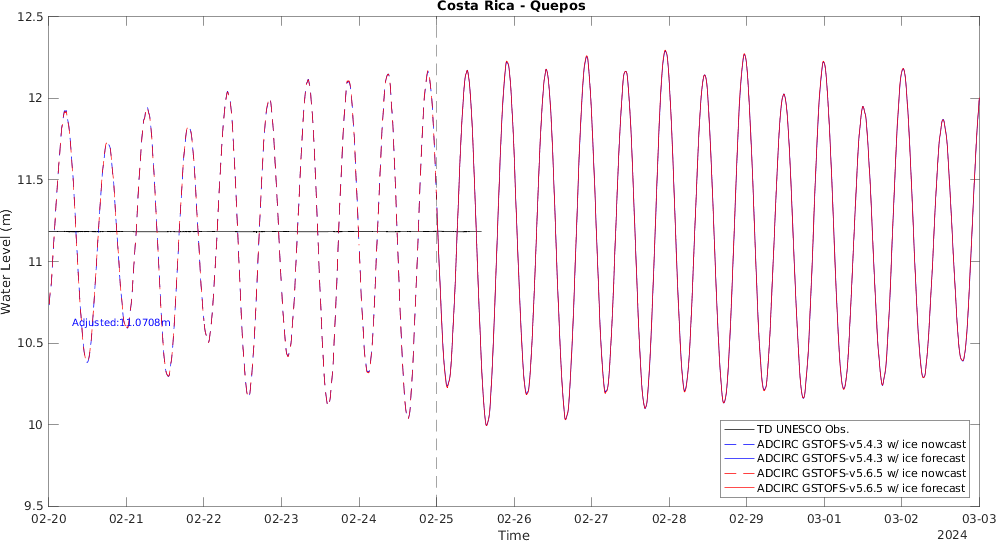 Costa Rica - Quepos
12.5
12
11.5
11
10.5
10
9.5
Water Level (m)
Adjusted:11.0708m
TD UNESCO Obs.
ADCIRC GSTOFS-v5.4.3 w/ ice nowcast
ADCIRC GSTOFS-v5.4.3 w/ ice forecast
ADCIRC GSTOFS-v5.6.5 w/ ice nowcast
ADCIRC GSTOFS-v5.6.5 w/ ice forecast
02-20 02-21 02-22 02-23 02-24 02-25 02-26 02-27 02-28 02-29 03-01 03-02 03-03
Time
2024